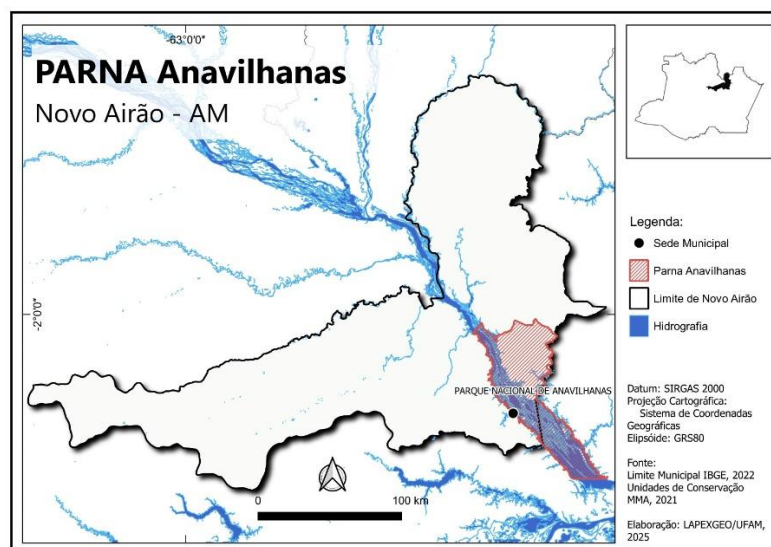 -63°0'0"
PARNA Anavilhanas
Novo Airão - AM
-2°0'0"
PARQUE NACIONAL DE ANAVILHANAS
0
100 km
Legenda:
Sede Municipal
Parna Anavilhanas
Limite de Novo Airão
Hidrografia
Datum: SIRGAS 2000
Projeção Cartográfica:
Sistema de Coordenadas
Geográficas
Elipsóide: GRS80
Fonte:
Limite Municipal IBGE, 2022
Unidades de Conservação
MMA, 2021
Elaboração: LAPEXGEO/UFAM,
2025